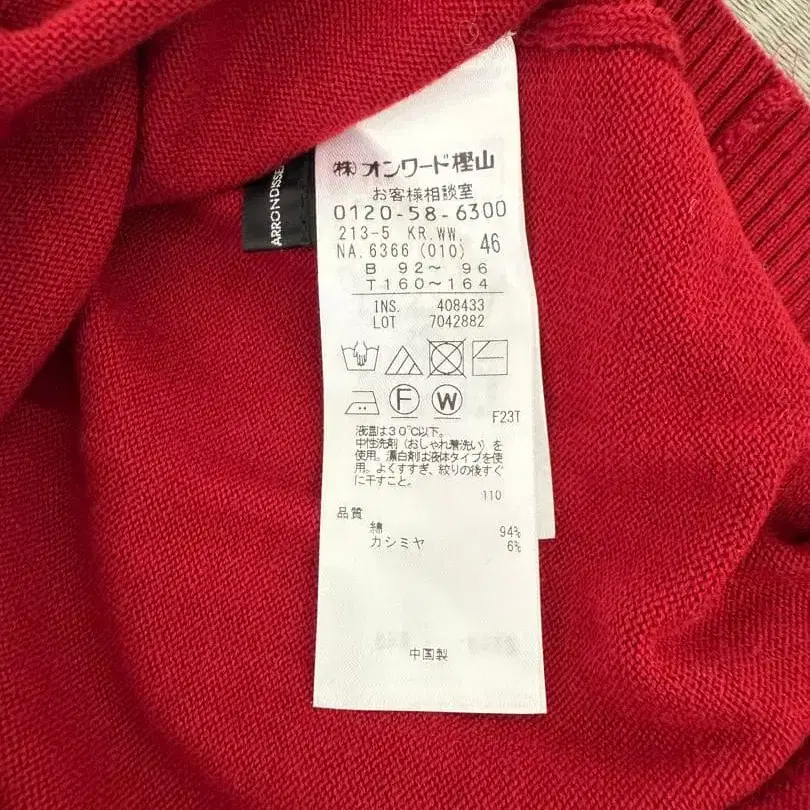 ㈱オンワード樫山
お客様相談室
0120-58-6300
213-5 KR.WW.
NA.6366 (010) 46
B 92〜 96
T160〜164
INS. 408433
LOT 7042882
F W
F23T
液温は30℃以下。
中性洗剤（おしゃれ着洗い）を
使用。漂白剤は液体タイプを使
用。よくすすぎ、絞りの後すぐ
に干すこと。
110
品質
綿 94%
カシミヤ 6%
中国製